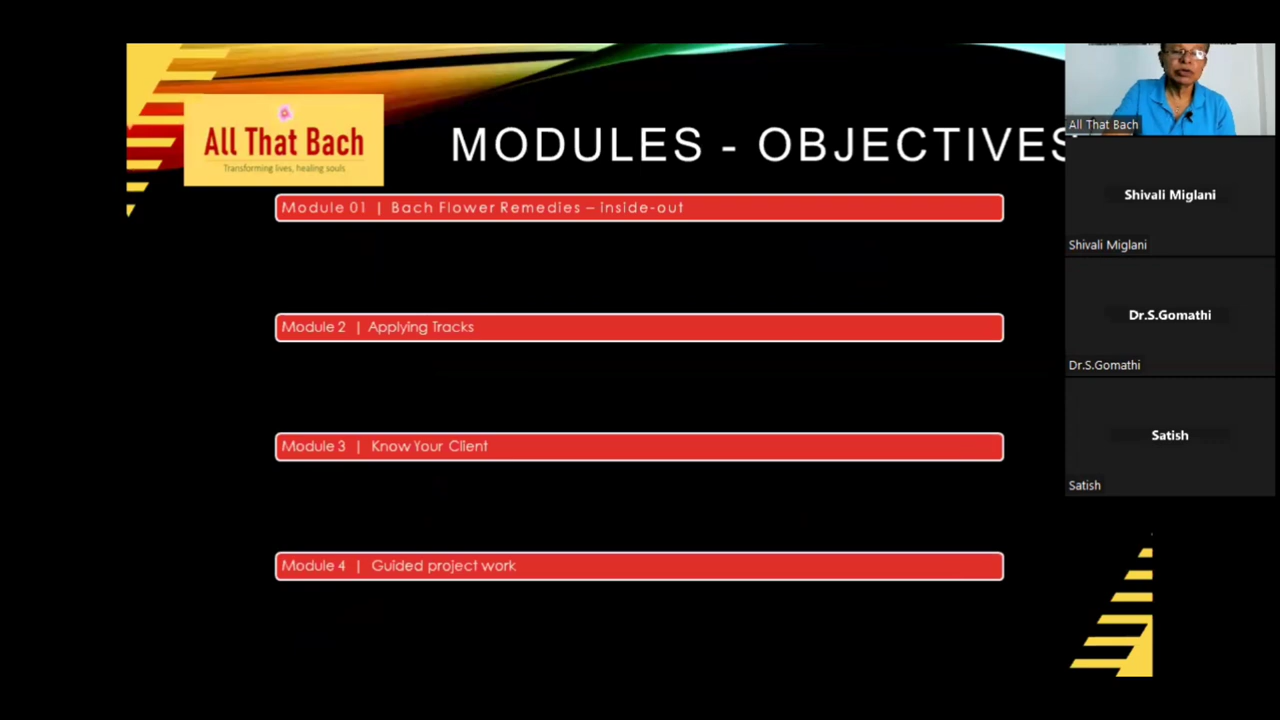 All That Bach
Transforming lives, healing souls
MODULES - OBJECTIVES
Module 01 | Bach Flower Remedies – inside-out
Module 2 | Applying Tracks
Module 3 | Know Your Client
Module 4 | Guided project work
All That Bach
Shivali Miglani
Shivali Miglani
Dr.S.Gomathi
Dr.S.Gomathi
Satish
Satish